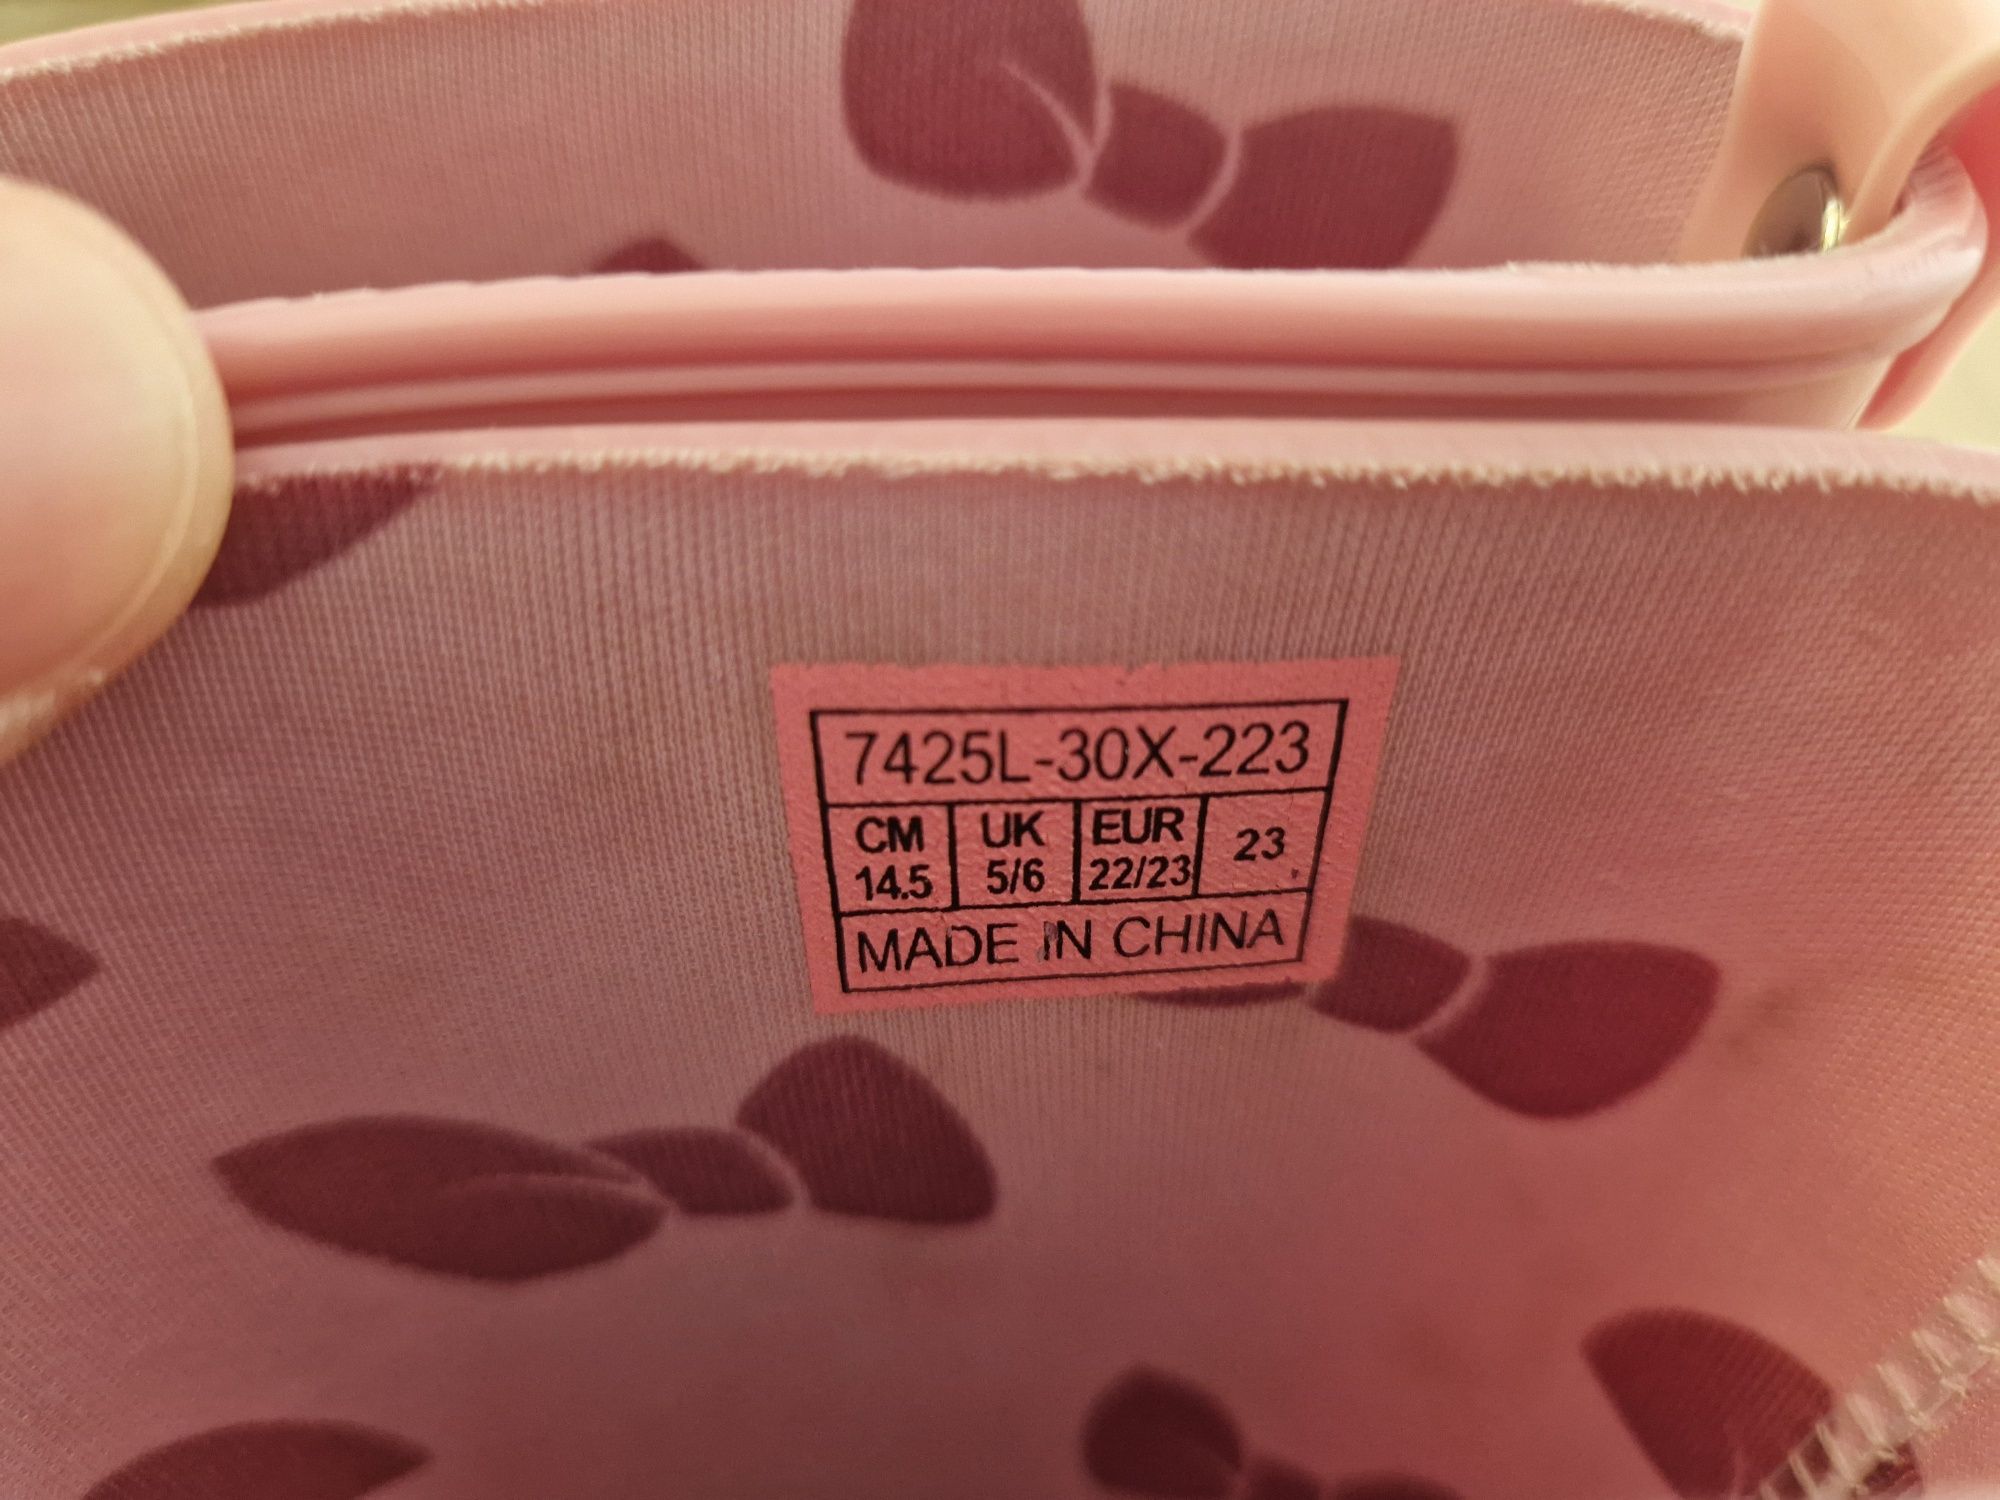 7425L-30X-223
CM UK EUR 23
14.5 5/6 22/23
MADE IN CHINA